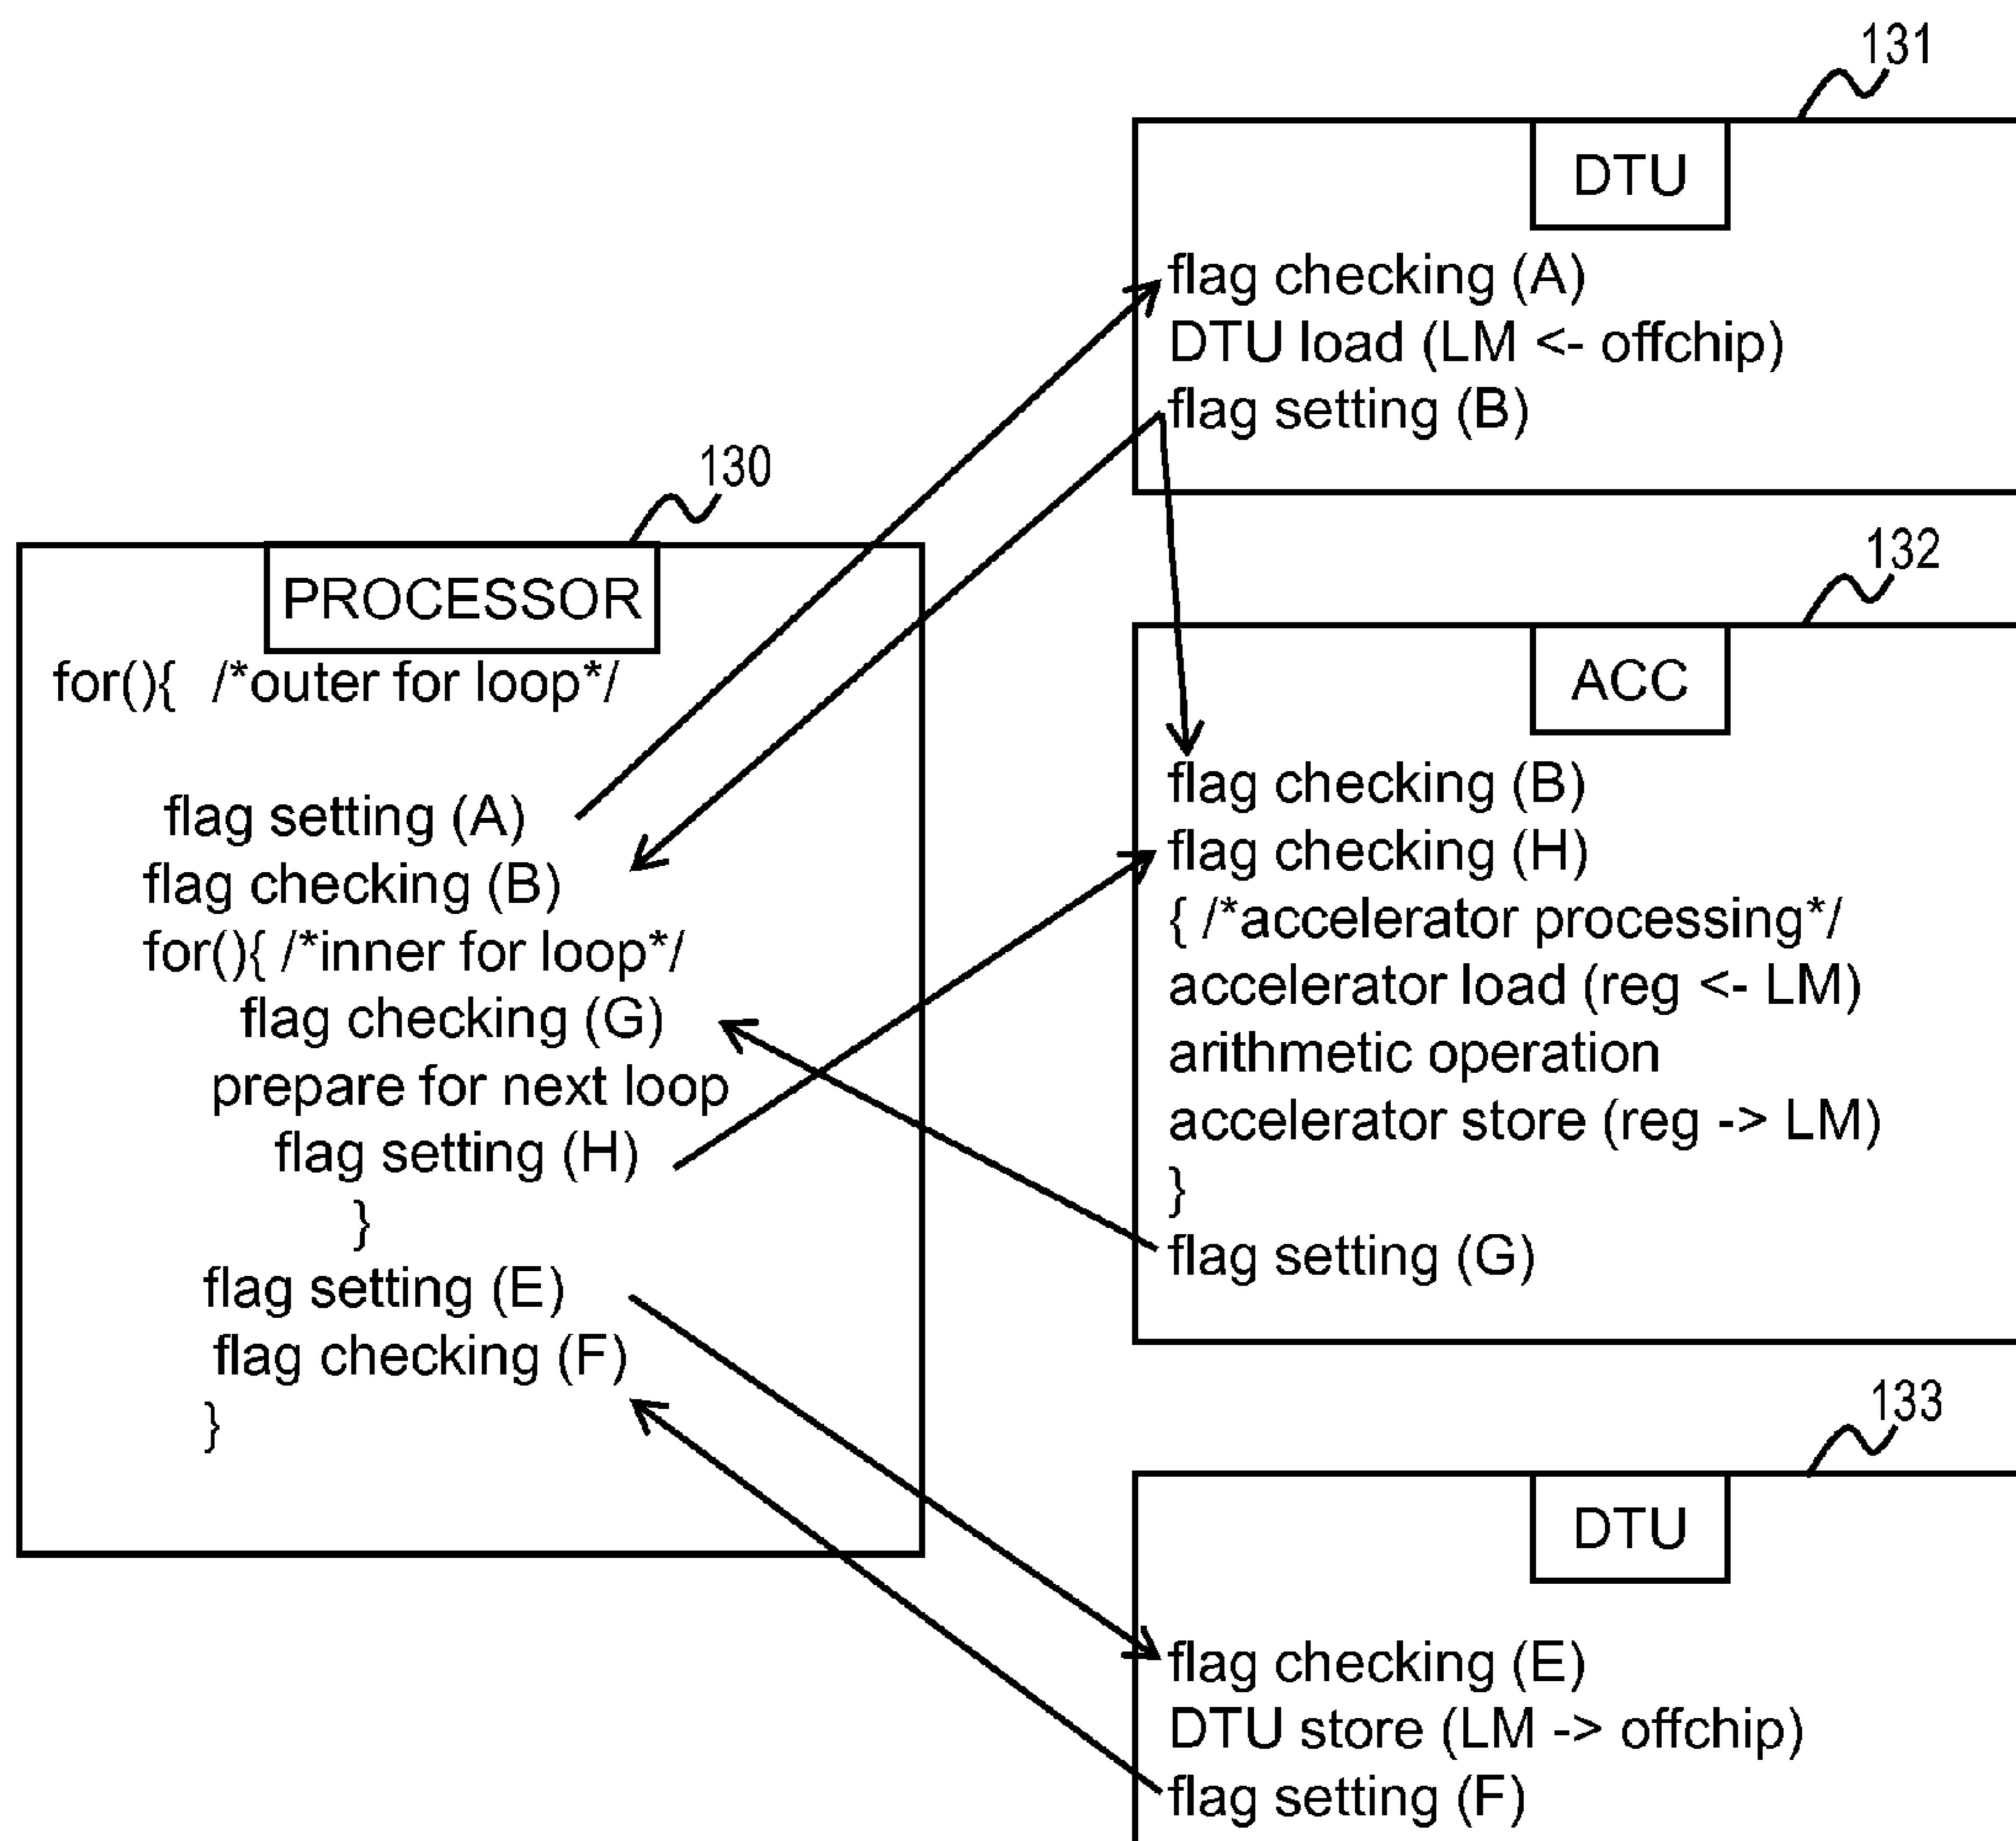 130
PROCESSOR
for(){ /*outer for loop*/
flag setting (A)
flag checking (B)
for(){ /*inner for loop*/
flag checking (G)
prepare for next loop
flag setting (H)
}
flag setting (E)
flag checking (F)
}
131
DTU
flag checking (A)
DTU load (LM <- offchip)
flag setting (B)
132
ACC
flag checking (B)
flag checking (H)
{ /*accelerator processing*/
accelerator load (reg <- LM)
arithmetic operation
accelerator store (reg -> LM)
}
flag setting (G)
133
DTU
flag checking (E)
DTU store (LM -> offchip)
flag setting (F)